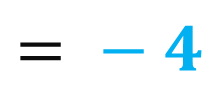 = − 4